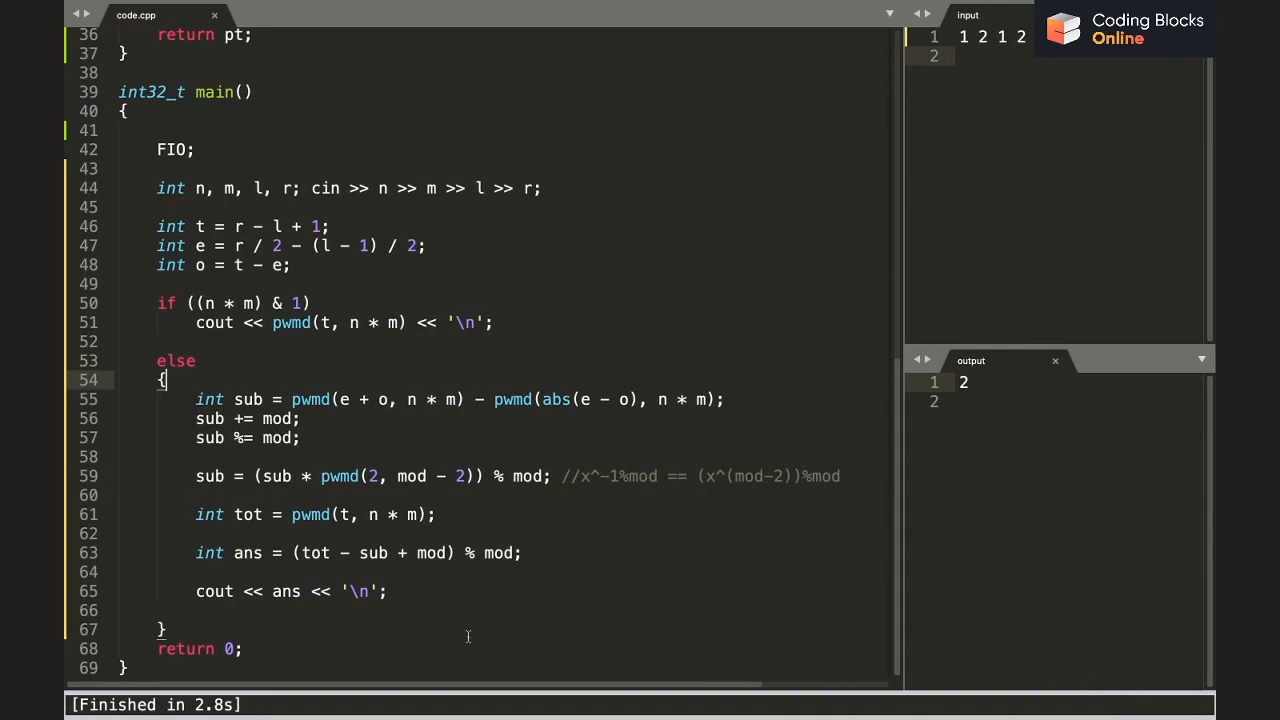 code.cpp
36 return pt;
37 }
38
39 int32_t main()
40 {
41
42 FIO;
43
44 int n, m, l, r; cin >> n >> m >> l >> r;
45
46 int t = r - l + 1;
47 int e = r / 2 - (l - 1) / 2;
48 int o = t - e;
49
50 if ((n * m) & 1)
51 cout << pwmd(t, n * m) << '\n';
52
53 else
54 {
55 int sub = pwmd(e + o, n * m) - pwmd(abs(e - o), n * m);
56 sub += mod;
57 sub %= mod;
58
59 sub = (sub * pwmd(2, mod - 2)) % mod; //x^-1%mod == (x^(mod-2))%mod
60
61 int tot = pwmd(t, n * m);
62
63 int ans = (tot - sub + mod) % mod;
64
65 cout << ans << '\n';
66
67 }
68 return 0;
69 }
input
1 1 2 1 2
2
Coding Blocks
Online
output
1 2
2
[Finished in 2.8s]